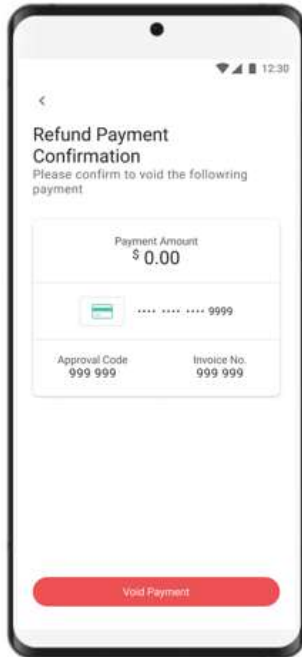 12:30
Refund Payment
Confirmation
Please confirm to void the followring
payment
Payment Amount
$ 0.00
•••• •••• •••• 9999
Approval Code
999 999
Invoice No.
999 999
Void Payment